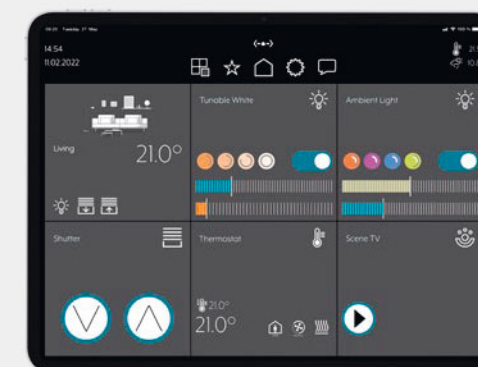 14:54
11.02.2022
Tunable White
Ambient Light
Living
21.0°
Shutter
Thermostat
Scene TV
21.0°
21.0°